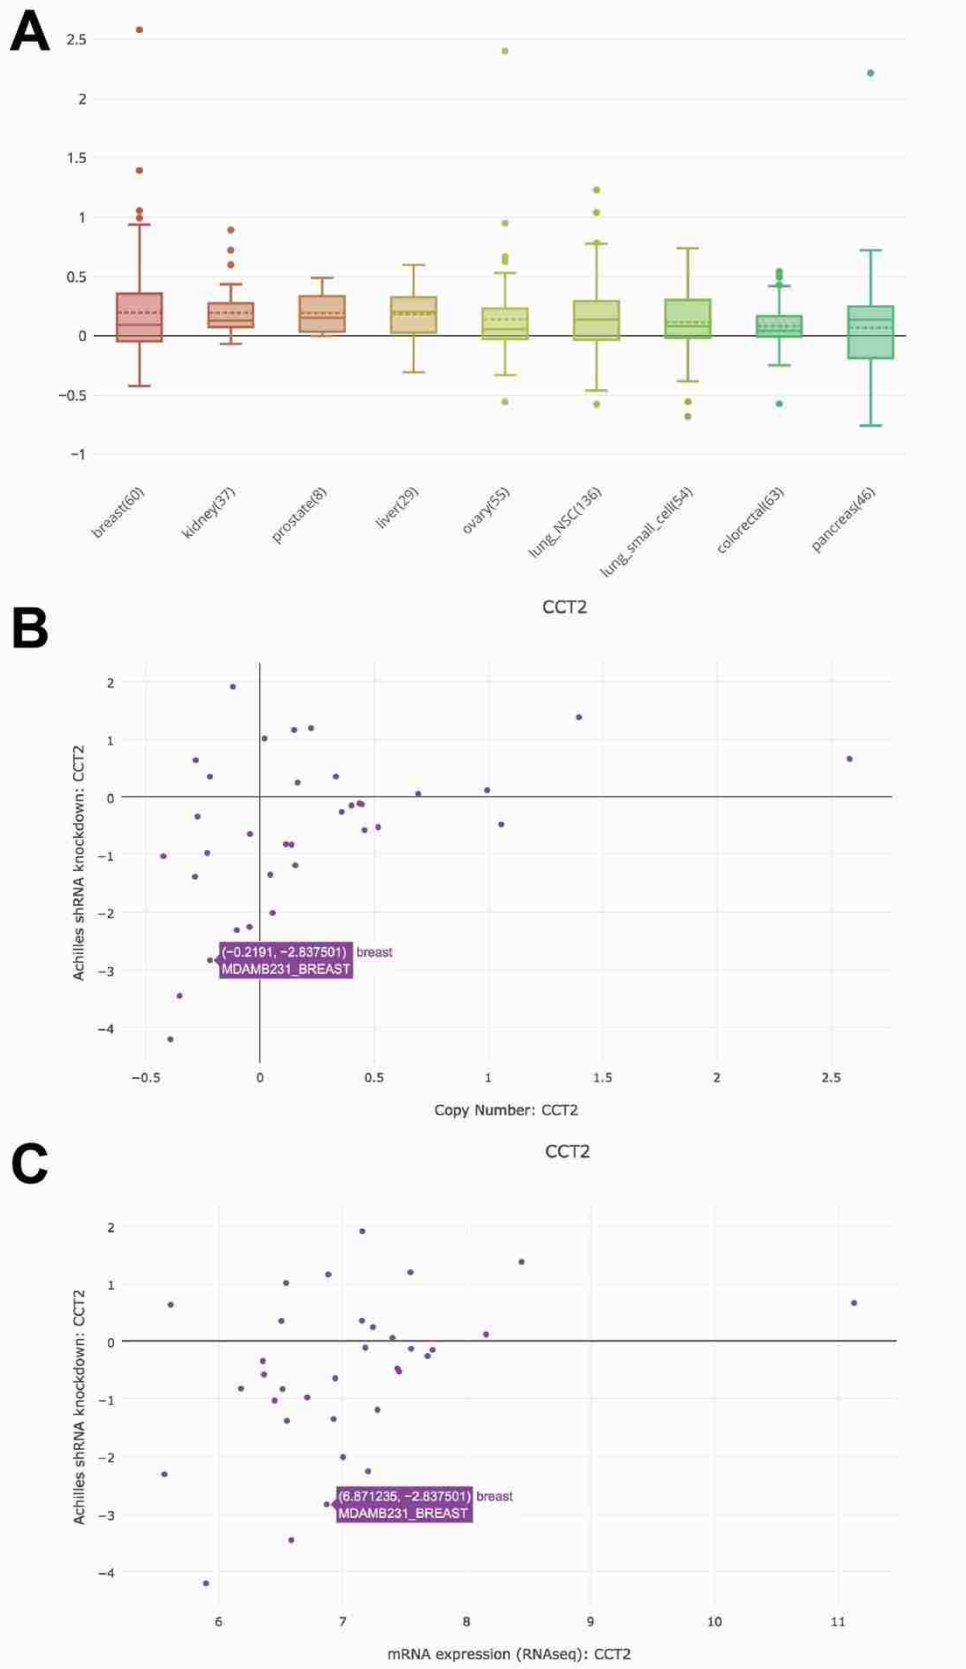 A
2.5
2
1.5
1
0.5
0
−0.5
−1
breast(60)
kidney(37)
prostate(8)
liver(29)
ovary(55)
lung_NSC(136)
lung_small_cell(54)
colorectal(63)
pancreas(46)
CCT2
B
2
1
0
−1
−2
−3
−4
Achilles shRNA knockdown: CCT2
(−0.2191, −2.837501) breast
MDAMB231_BREAST
−0.5 0 0.5 1 1.5 2 2.5
Copy Number: CCT2
CCT2
C
2
1
0
−1
−2
−3
−4
Achilles shRNA knockdown: CCT2
(6.871235, −2.837501) breast
MDAMB231_BREAST
6 7 8 9 10 11
mRNA expression (RNAseq): CCT2